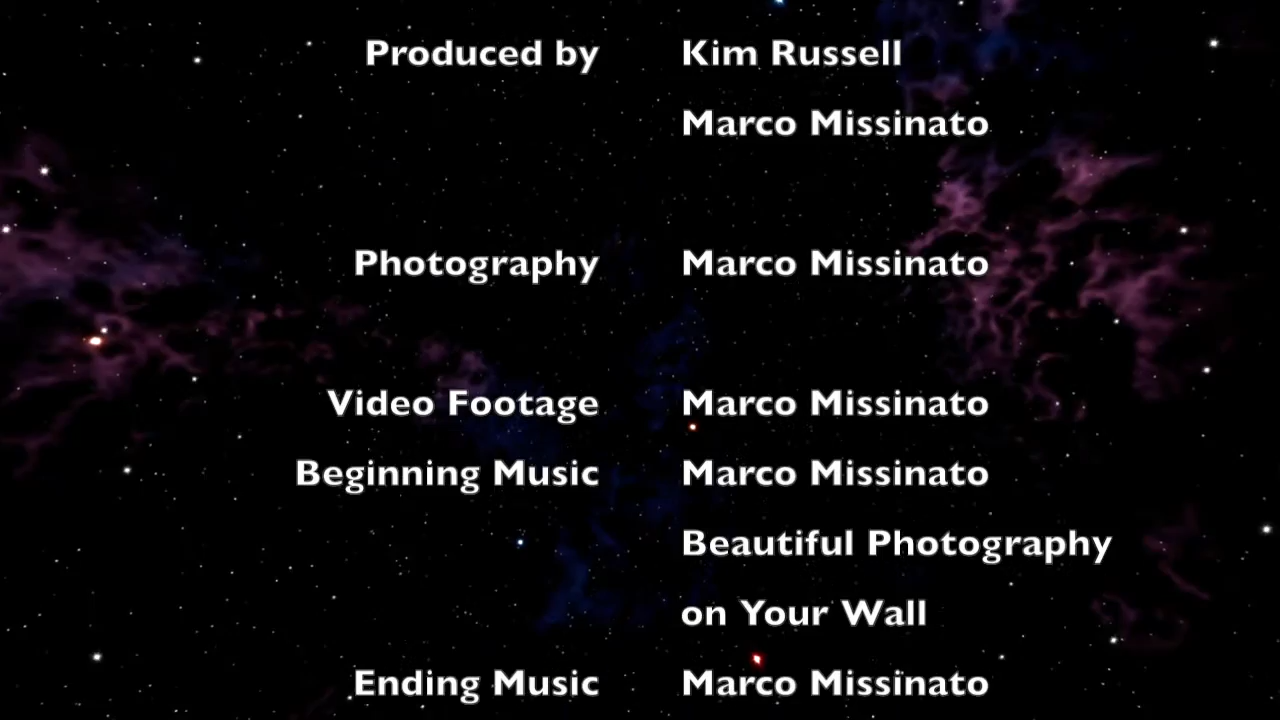 Produced by Kim Russell
Marco Missinato
Photography Marco Missinato
Video Footage Marco Missinato
Beginning Music Marco Missinato
Beautiful Photography
on Your Wall
Ending Music Marco Missinato